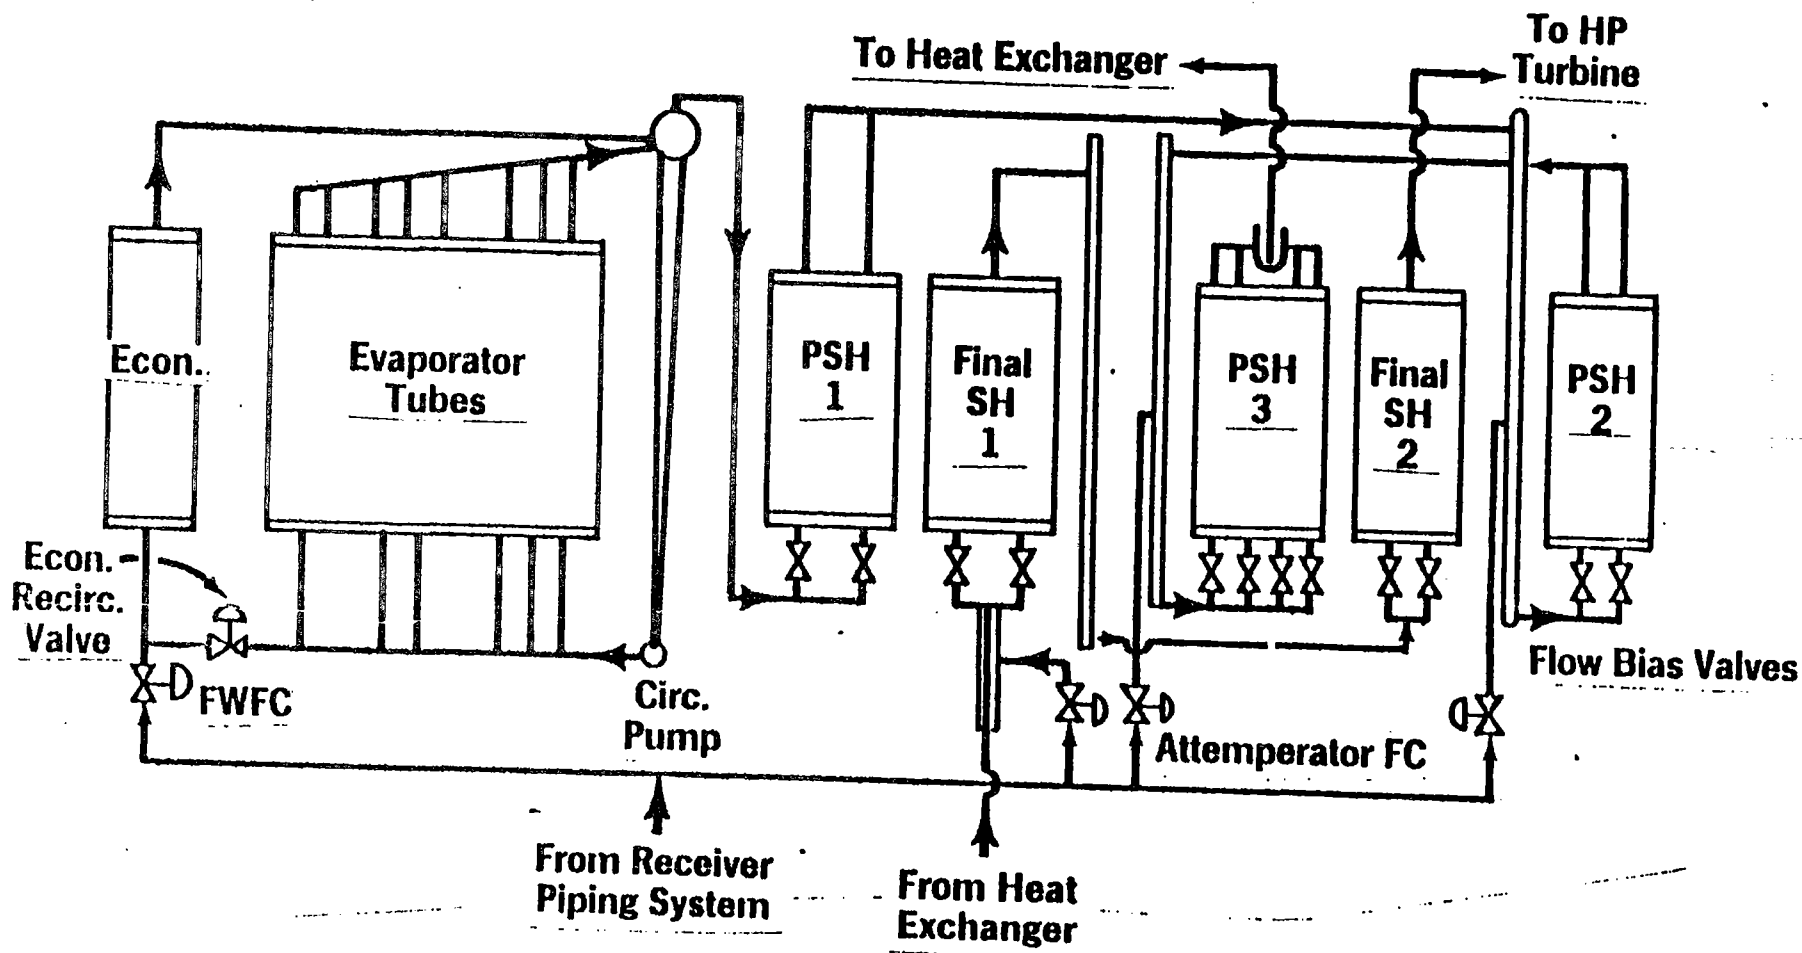 To HP
Turbine
To Heat Exchanger
Econ.
Evaporator
Tubes
PSH
1
Final
SH
1
PSH
3
Final
SH
2
PSH
2
Econ.
Recirc.
Valve
FWFC
Circ.
Pump
Flow Bias Valves
Attemperator FC
From Receiver
Piping System
From Heat
Exchanger